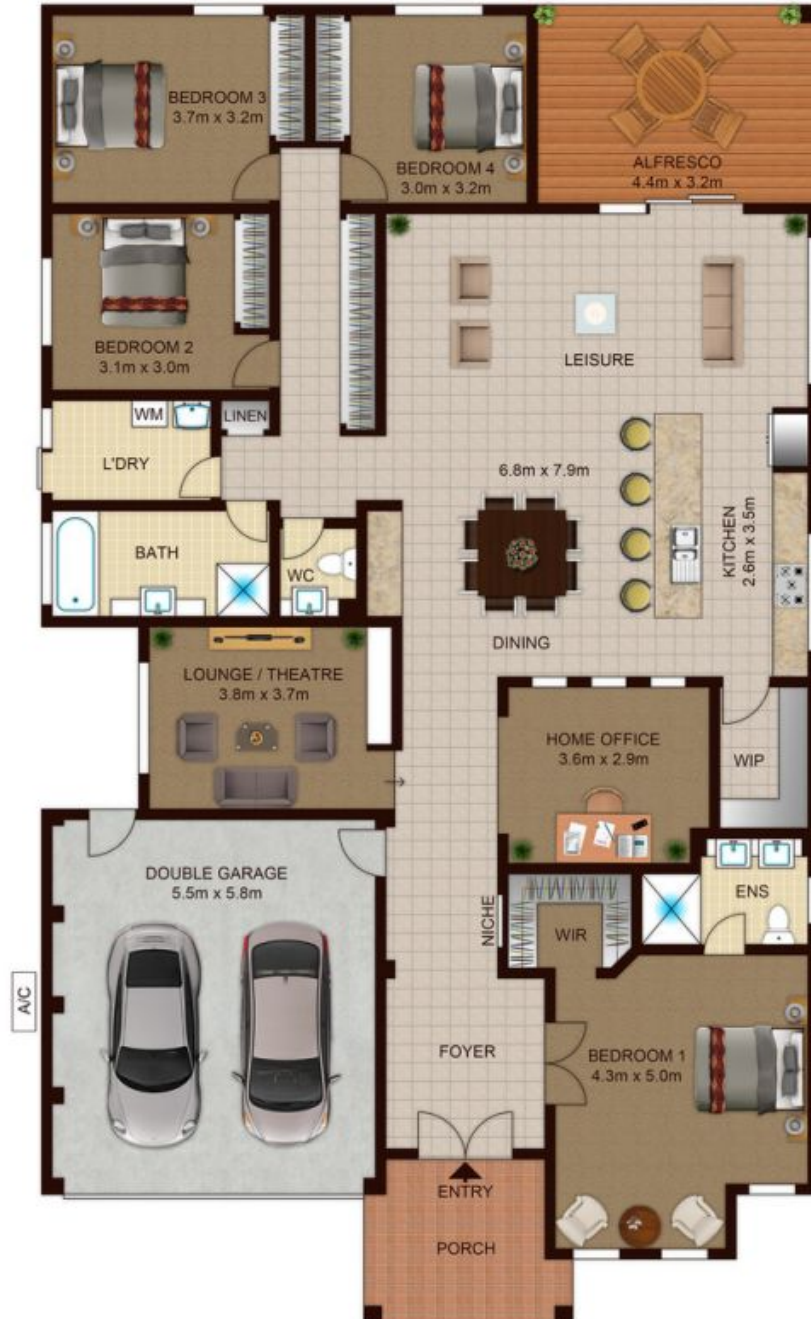 BEDROOM 3
3.7m x 3.2m
BEDROOM 4
3.0m x 3.2m
ALFRESCO
4.4m x 3.2m
BEDROOM 2
3.1m x 3.0m
LEISURE
WM
LINEN
L'DRY
6.8m x 7.9m
KITCHEN
2.6m x 3.5m
BATH
WC
DINING
LOUNGE / THEATRE
3.8m x 3.7m
HOME OFFICE
3.6m x 2.9m
WIP
DOUBLE GARAGE
5.5m x 5.8m
ENS
NICHE
WIR
A/C
FOYER
BEDROOM 1
4.3m x 5.0m
ENTRY
PORCH